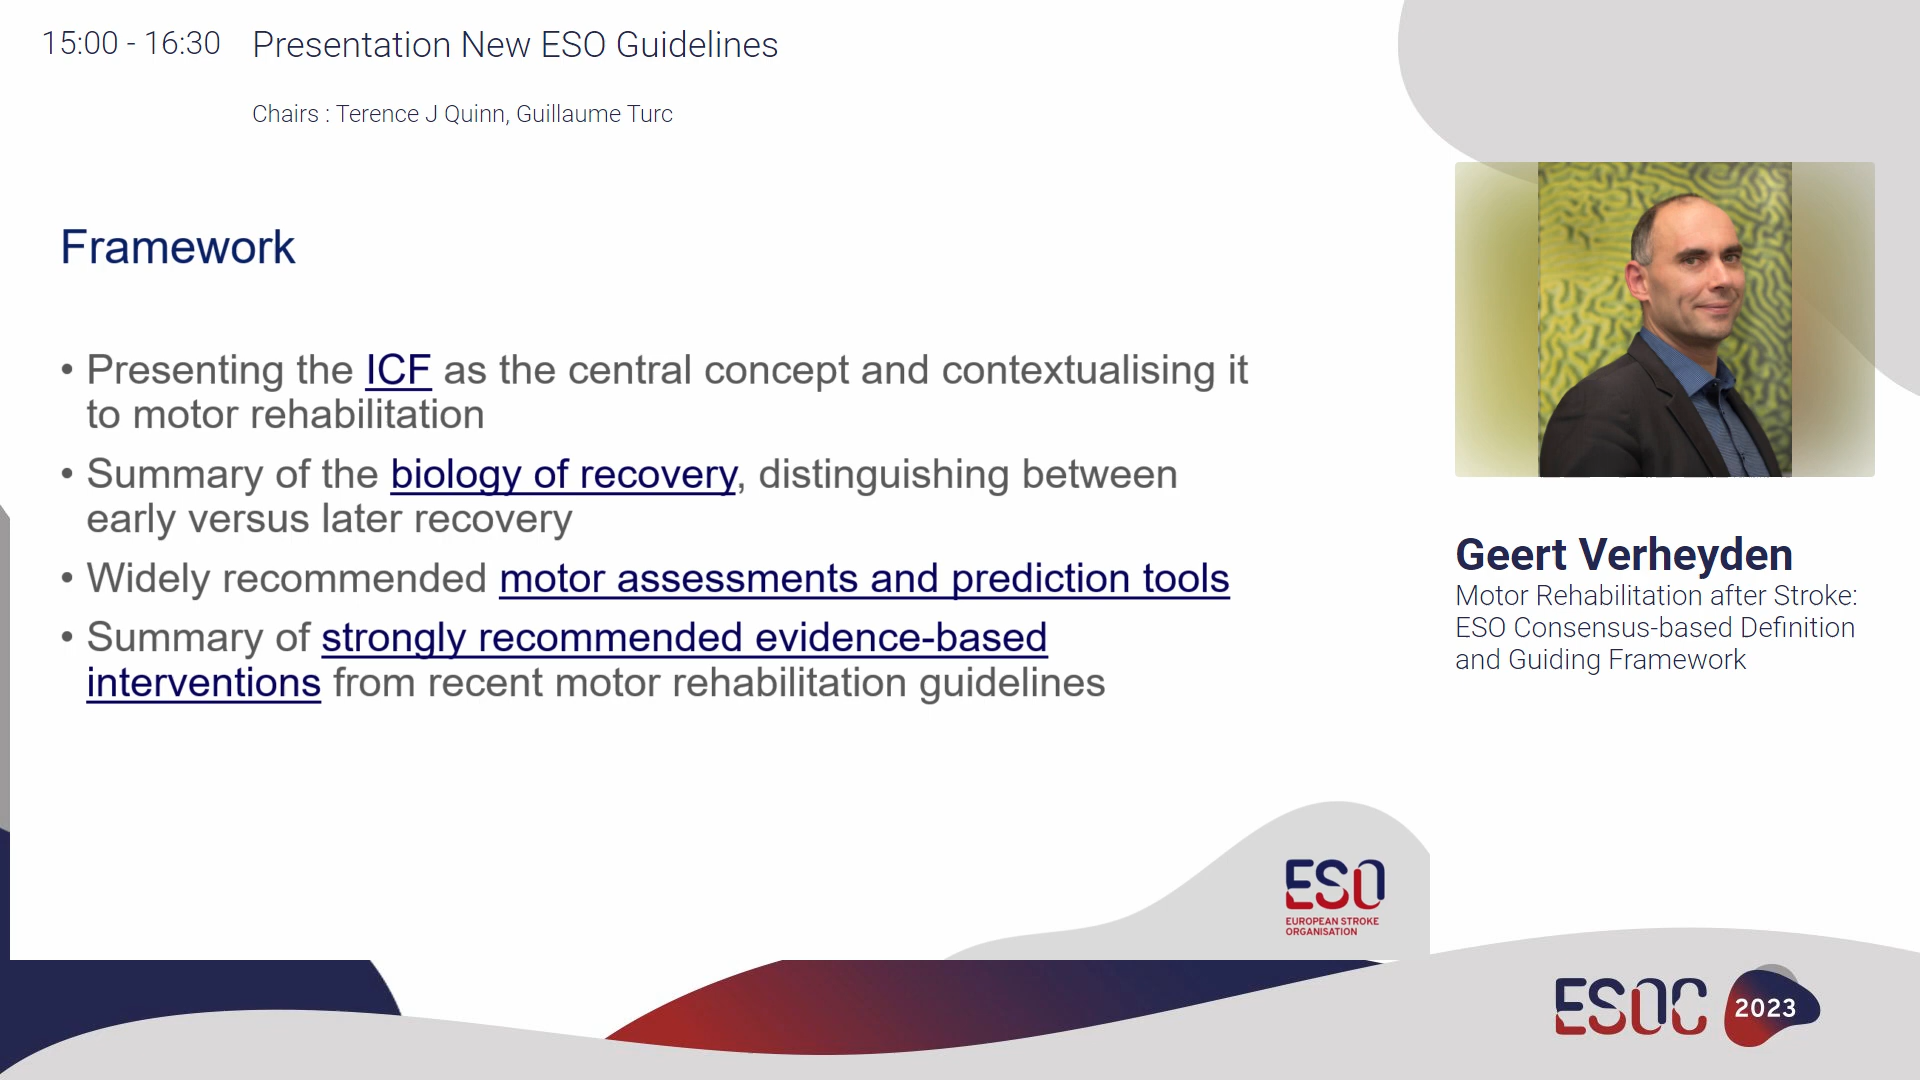 15:00 - 16:30 Presentation New ESO Guidelines
Chairs : Terence J Quinn, Guillaume Turc
Framework
• Presenting the ICF as the central concept and contextualising it
to motor rehabilitation
• Summary of the biology of recovery, distinguishing between
early versus later recovery
• Widely recommended motor assessments and prediction tools
• Summary of strongly recommended evidence-based
interventions from recent motor rehabilitation guidelines
Geert Verheyden
Motor Rehabilitation after Stroke:
ESO Consensus-based Definition
and Guiding Framework
ESO
EUROPEAN STROKE
ORGANISATION
ESOC 2023